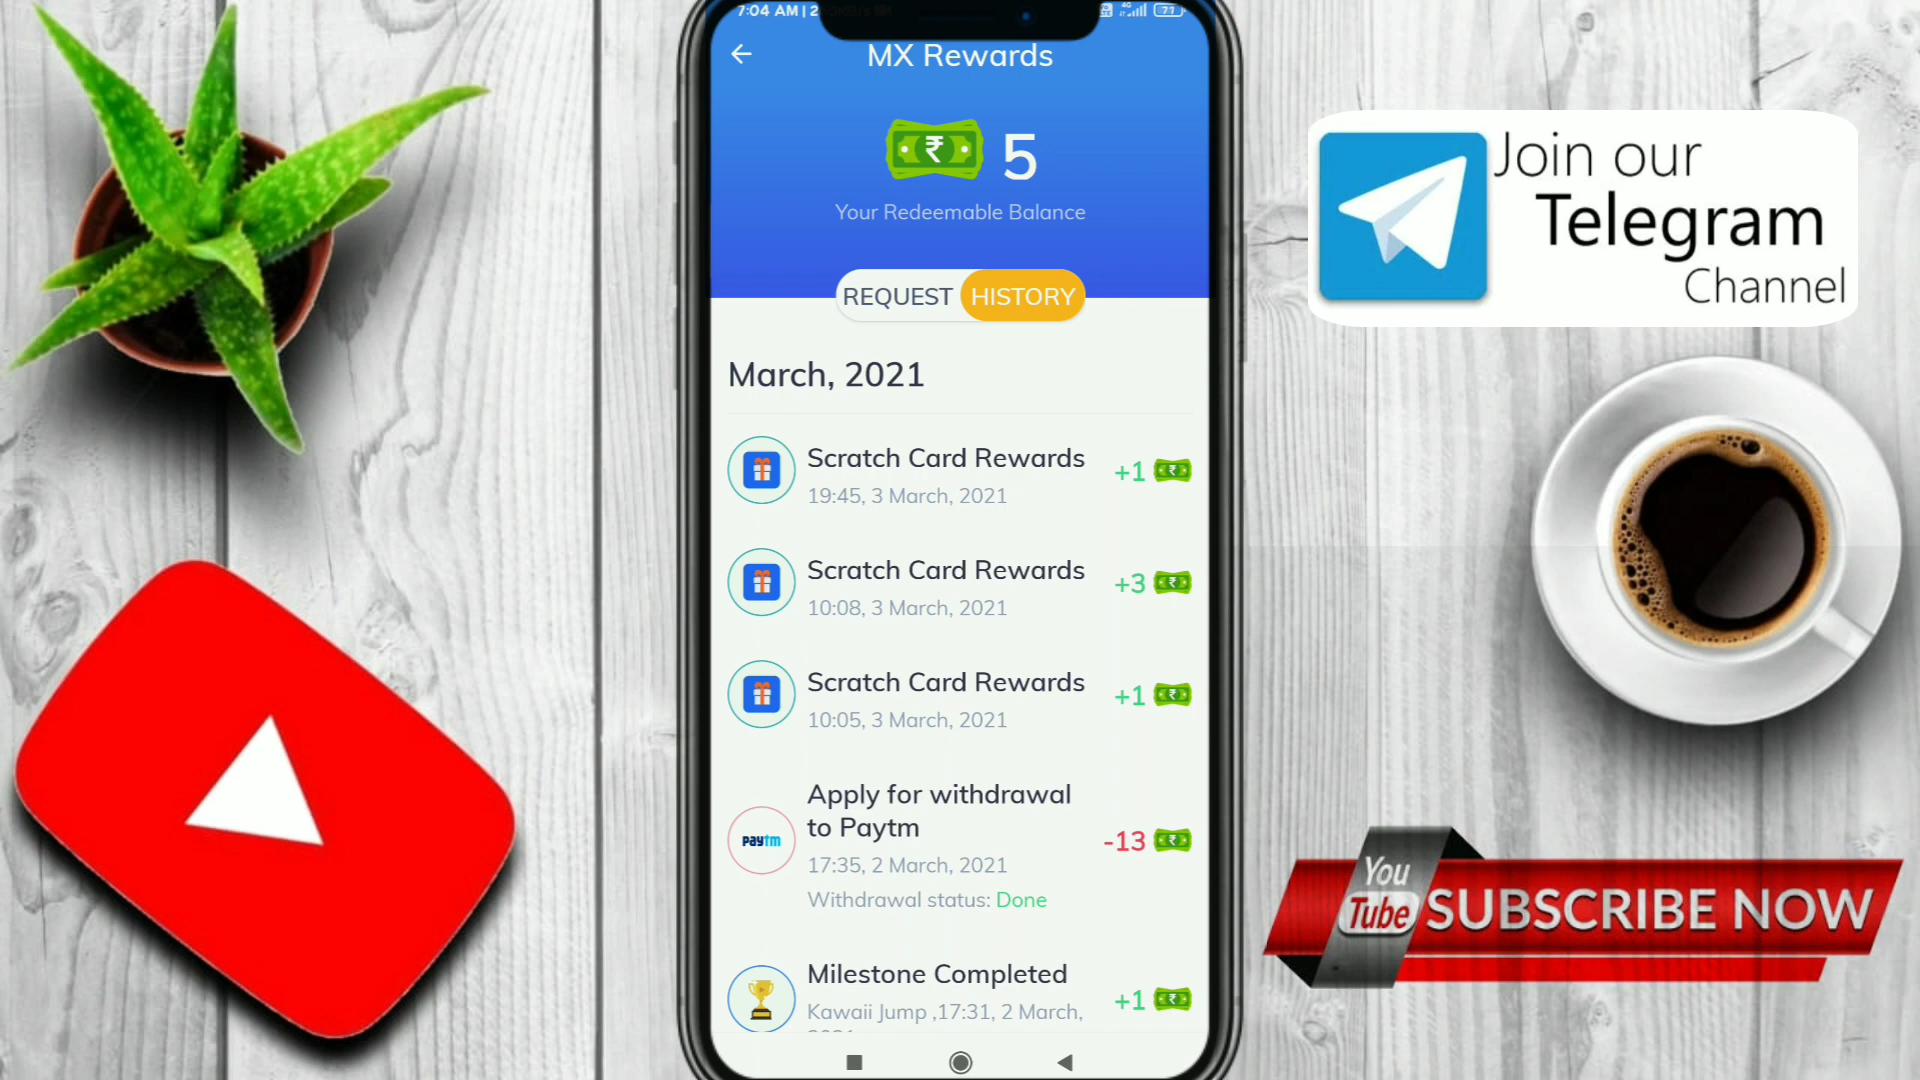 7:04 AM | 2
4G
77
MX Rewards
₹ 5
Your Redeemable Balance
REQUEST HISTORY
March, 2021
Scratch Card Rewards
+1 ₹
19:45, 3 March, 2021
Scratch Card Rewards
+3 ₹
10:08, 3 March, 2021
Scratch Card Rewards
+1 ₹
10:05, 3 March, 2021
Apply for withdrawal
to Paytm
paytm
-13 ₹
17:35, 2 March, 2021
Withdrawal status: Done
Milestone Completed
+1 ₹
Kawaii Jump ,17:31, 2 March,
Join our
Telegram
Channel
You
Tube
SUBSCRIBE NOW